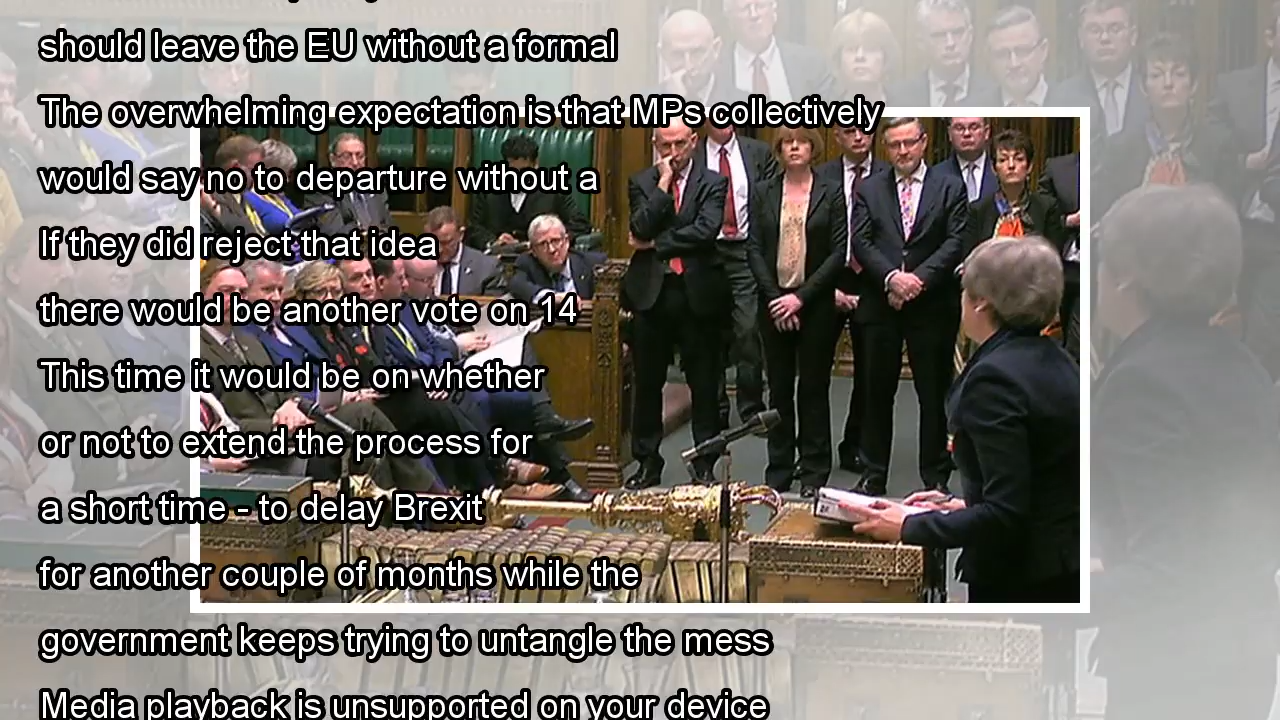 should leave the EU without a formal
The overwhelming expectation is that MPs collectively
would say no to departure without a
If they did reject that idea
there would be another vote on 14
This time it would be on whether
or not to extend the process for
a short time - to delay Brexit
for another couple of months while the
government keeps trying to untangle the mess
Media playback is unsupported on your device